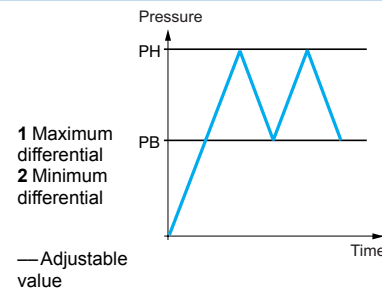 Pressure
PH
1 Maximum
differential
PB
2 Minimum
differential
Time
—Adjustable
value